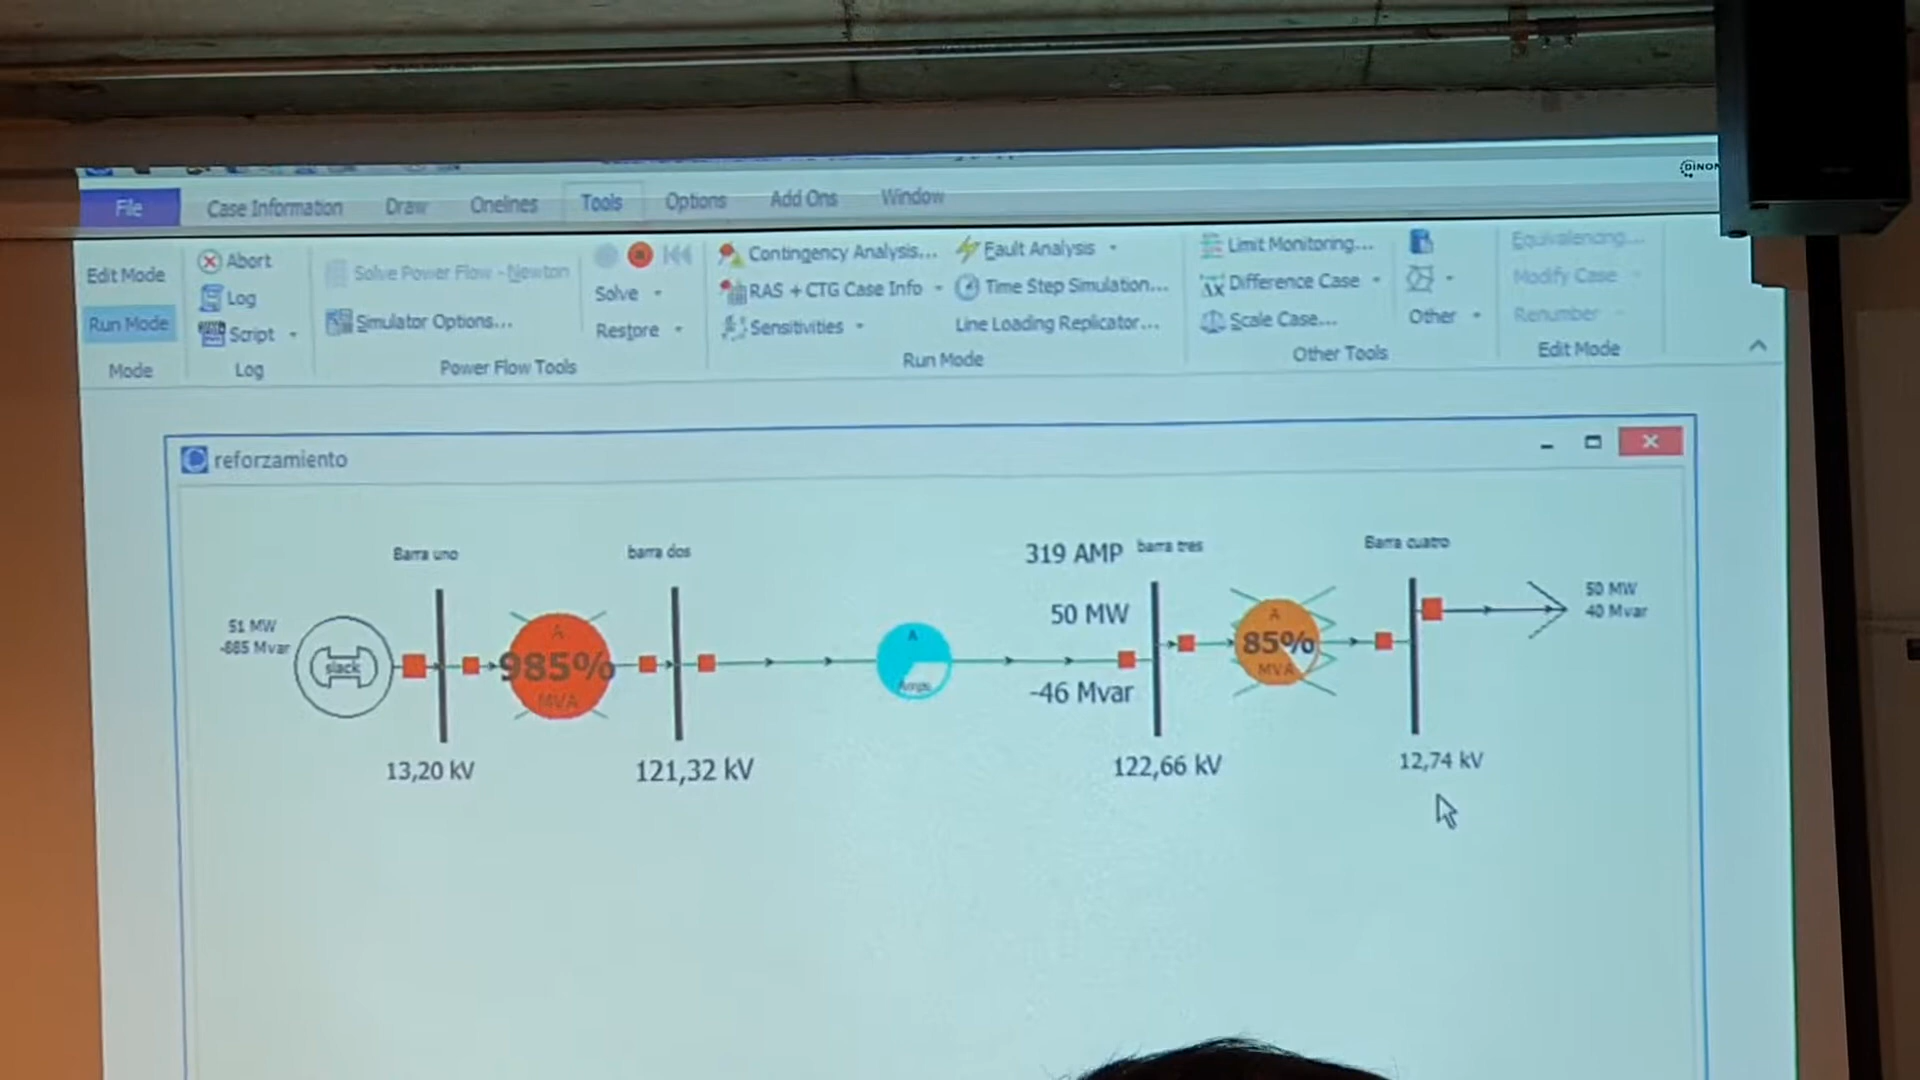 DINON
File Case Information Draw Onelines Tools Options Add Ons Window
Edit Mode
Run Mode
Mode
Abort
Log
Script
Log
Solve Power Flow - Newton
Simulator Options...
Solve
Restore
Power Flow Tools
Contingency Analysis...
RAS + CTG Case Info
Sensitivities
Fault Analysis
Time Step Simulation...
Line Loading Replicator...
Run Mode
Limit Monitoring...
Difference Case
Scale Case...
Other
Other Tools
Equivalencing...
Modify Case
Renumber
Edit Mode
reforzamiento
Barra uno
barra dos
319 AMP
barra tres
Barra cuatro
51 MW
-885 Mvar
slack
A
985%
MVA
A
Amps
50 MW
-46 Mvar
A
85%
MVA
50 MW
40 Mvar
13,20 kV
121,32 kV
122,66 kV
12,74 kV